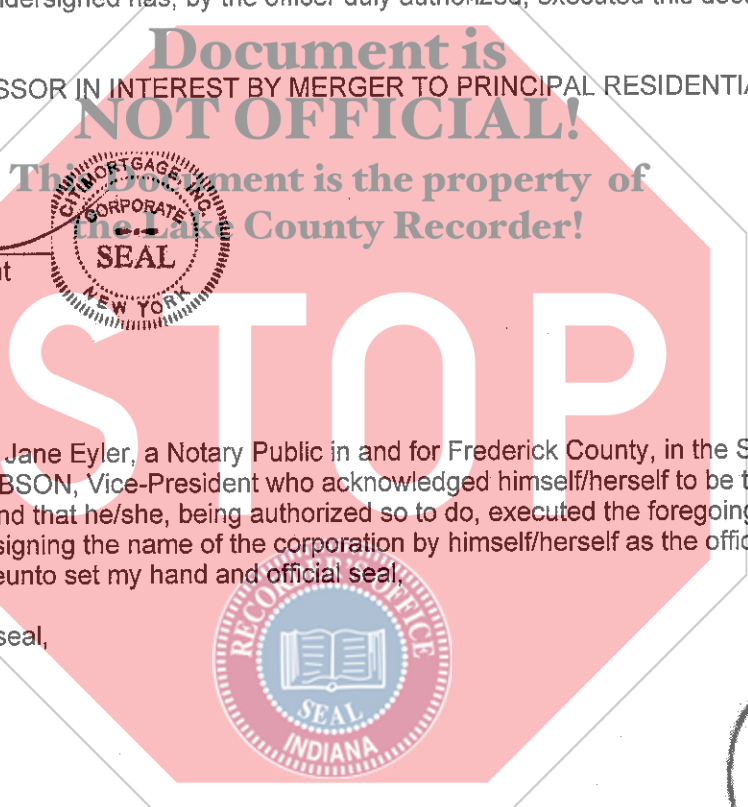 ndersigned has, by the officer duly authorized, executed this doc
Document is
SSOR IN INTEREST BY MERGER TO PRINCIPAL RESIDENTIA
NOT OFFICIAL!
This Document is the property of
the Lake County Recorder!
CITIMORTGAGE, INC.
CORPORATE
SEAL
NEW YORK
nt
STOP
Jane Eyler, a Notary Public in and for Frederick County, in the S
BSON, Vice-President who acknowledged himself/herself to be t
nd that he/she, being authorized so to do, executed the foregoing
signing the name of the corporation by himself/herself as the offic
eunto set my hand and official seal,
seal,
RECORDER'S OFFICE
SEAL
INDIANA